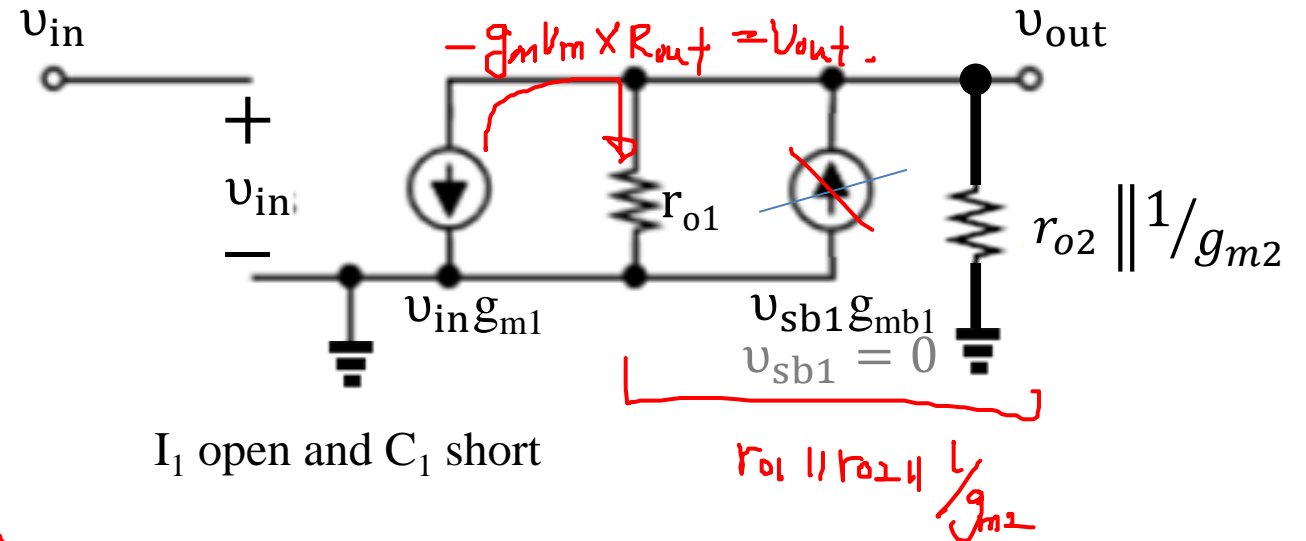 υin
−gmVin × Rout = Vout.
υout
+
υin
−
ro1
ro2 ∥ 1/gm2
υingm1
υsb1gmb1
υsb1 = 0
I1 open and C1 short
ro1 || ro2 || 1/gm2